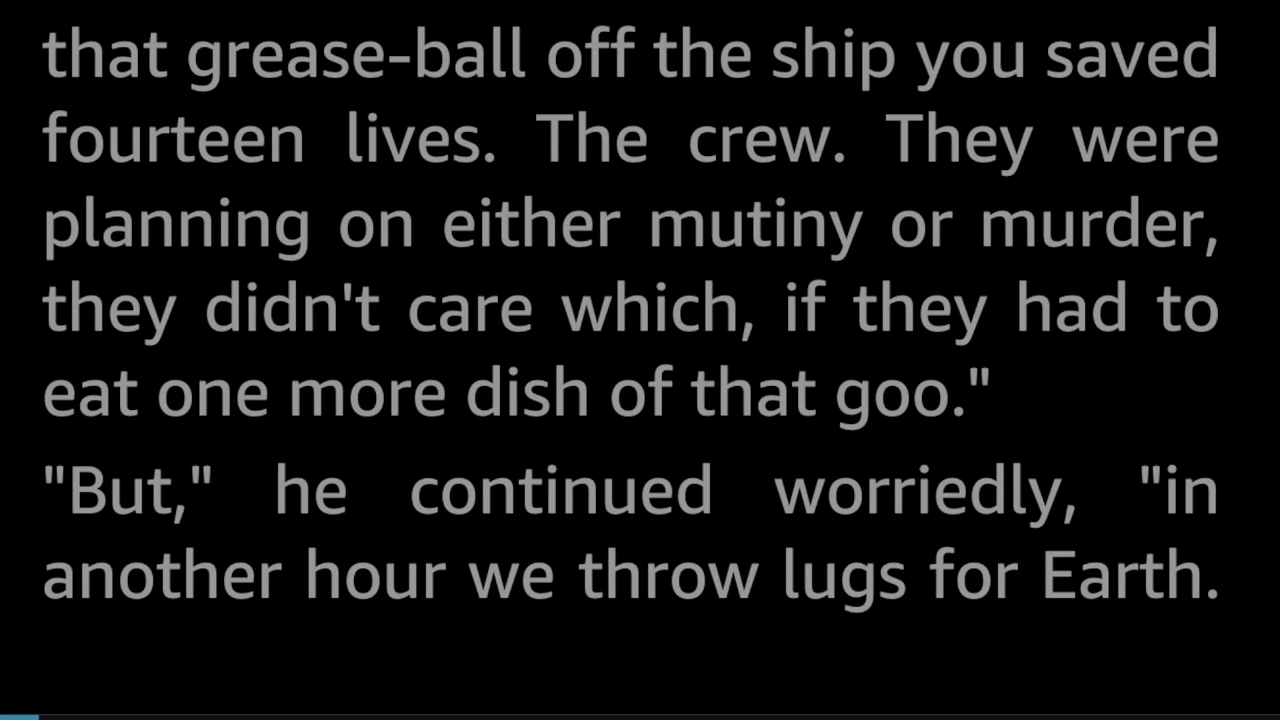 that grease-ball off the ship you saved
fourteen lives. The crew. They were
planning on either mutiny or murder,
they didn't care which, if they had to
eat one more dish of that goo."
"But," he continued worriedly, "in
another hour we throw lugs for Earth.